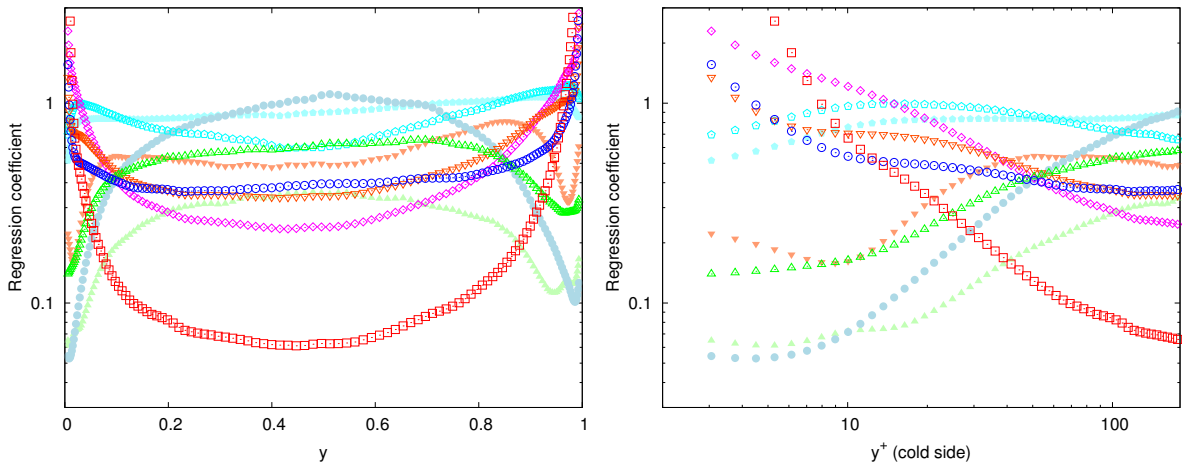 Regression coefficient
1
0.1
0 0.2 0.4 0.6 0.8 1
y
Regression coefficient
1
0.1
10 100
y+ (cold side)